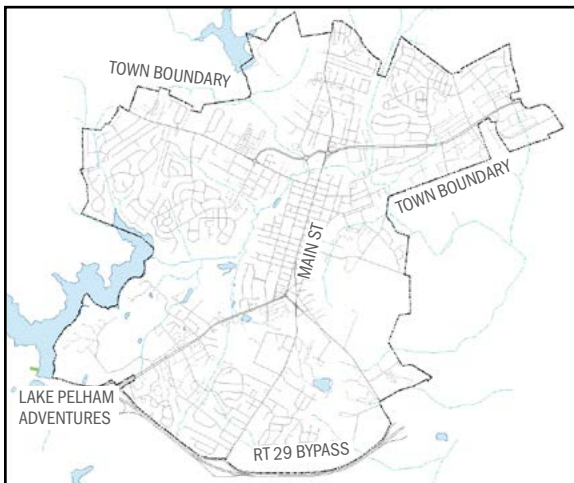 TOWN BOUNDARY
TOWN BOUNDARY
MAIN ST
LAKE PELHAM
ADVENTURES
RT 29 BYPASS